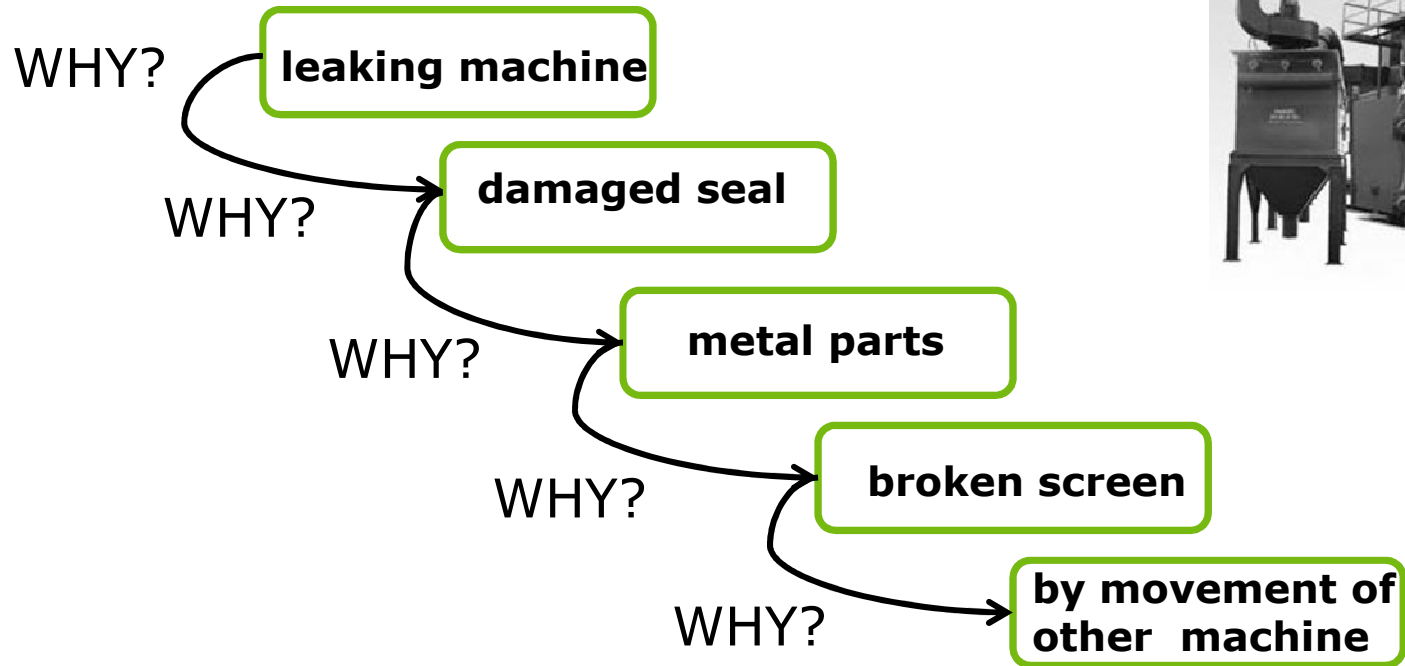 WHY?
leaking machine
WHY?
damaged seal
WHY?
metal parts
WHY?
broken screen
WHY?
by movement of
other machine